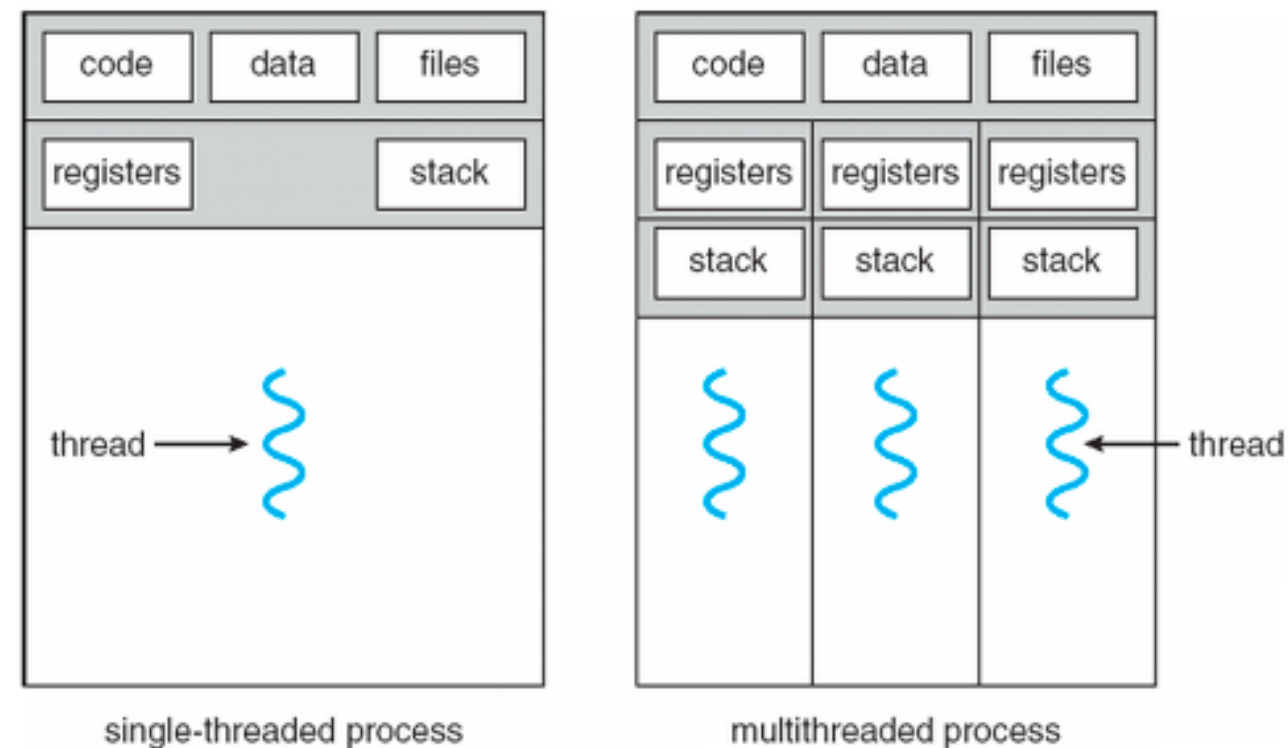 code data files code data files
registers stack registers registers registers
stack stack stack
thread thread
single-threaded process multithreaded process